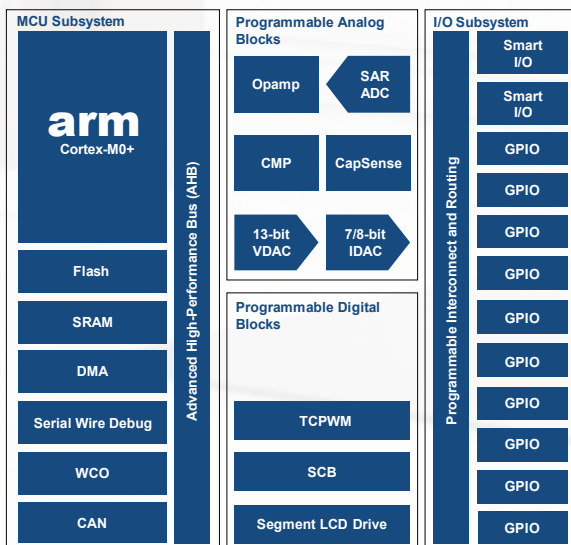 MCU Subsystem
arm
Cortex-M0+
Flash
SRAM
DMA
Serial Wire Debug
WCO
CAN
Advanced High-Performance Bus (AHB)
Programmable Analog
Blocks
Opamp
SAR
ADC
CMP
CapSense
13-bit
VDAC
7/8-bit
IDAC
Programmable Digital
Blocks
TCPWM
SCB
Segment LCD Drive
I/O Subsystem
Programmable Interconnect and Routing
Smart
I/O
Smart
I/O
GPIO
GPIO
GPIO
GPIO
GPIO
GPIO
GPIO
GPIO
GPIO
GPIO